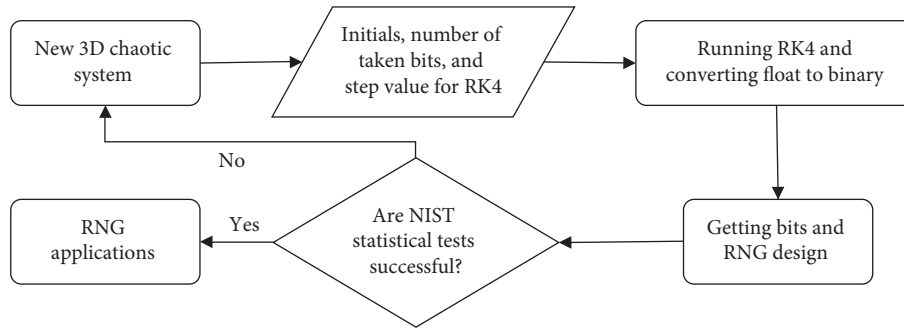 New 3D chaotic
system
Initials, number of
taken bits, and
step value for RK4
Running RK4 and
converting float to binary
Getting bits and
RNG design
Are NIST
statistical tests
successful?
No
Yes
RNG
applications